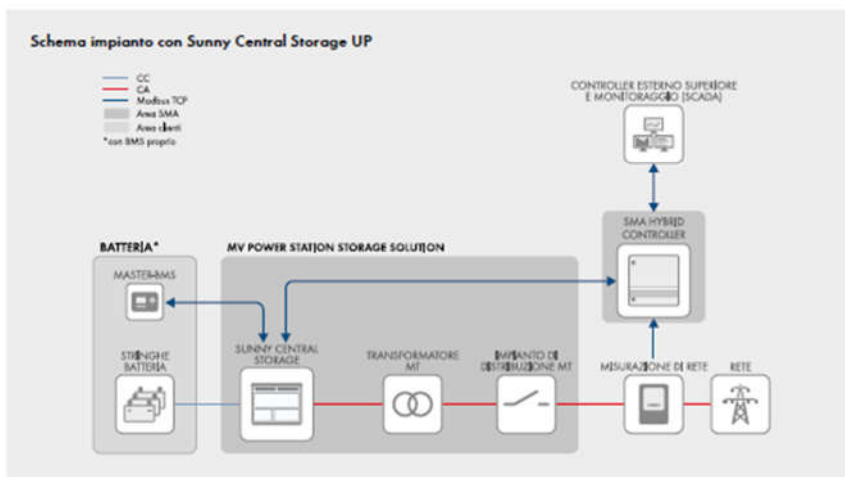 Schema impianto con Sunny Central Storage UP
CC
CA
Modbus TCP
Area SMA
Area clienti
*con BMS proprio
CONTROLLER ESTERNO SUPERIORE
E MONITORAGGIO (SCADA)
SMA HYBRID
CONTROLLER
BATTERIA*
MV POWER STATION STORAGE SOLUTION
MASTER-BMS
STRINGHE
BATTERIA
SUNNY CENTRAL
STORAGE
TRANSFORMATORE
MT
IMPIANTO DI
DISTRIBUZIONE MT
MISURAZIONE DI RETE
RETE